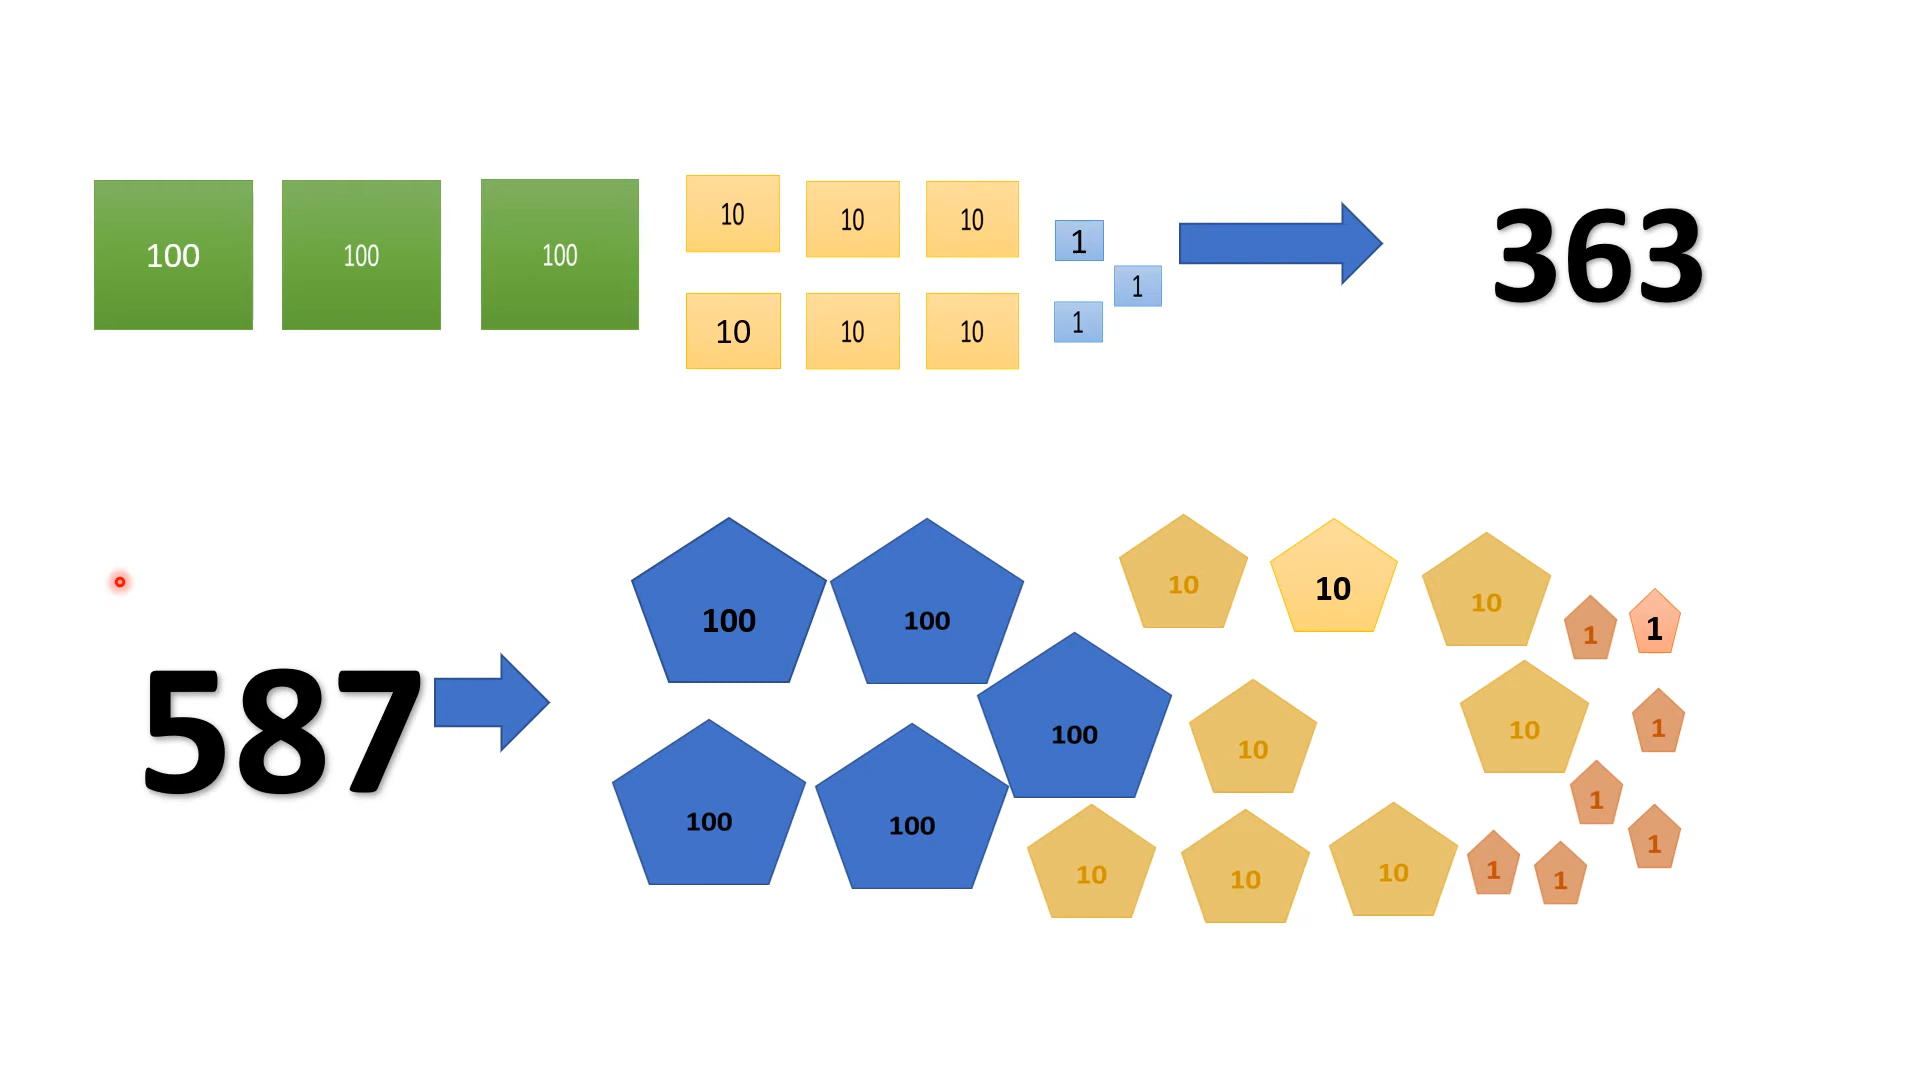 100 100 100 10 10 10 1 363
1
10 10 10 1
587 100 100 10 10 10 1 1
100 10 10 1
100 100 10 10 10 1 1 1 1